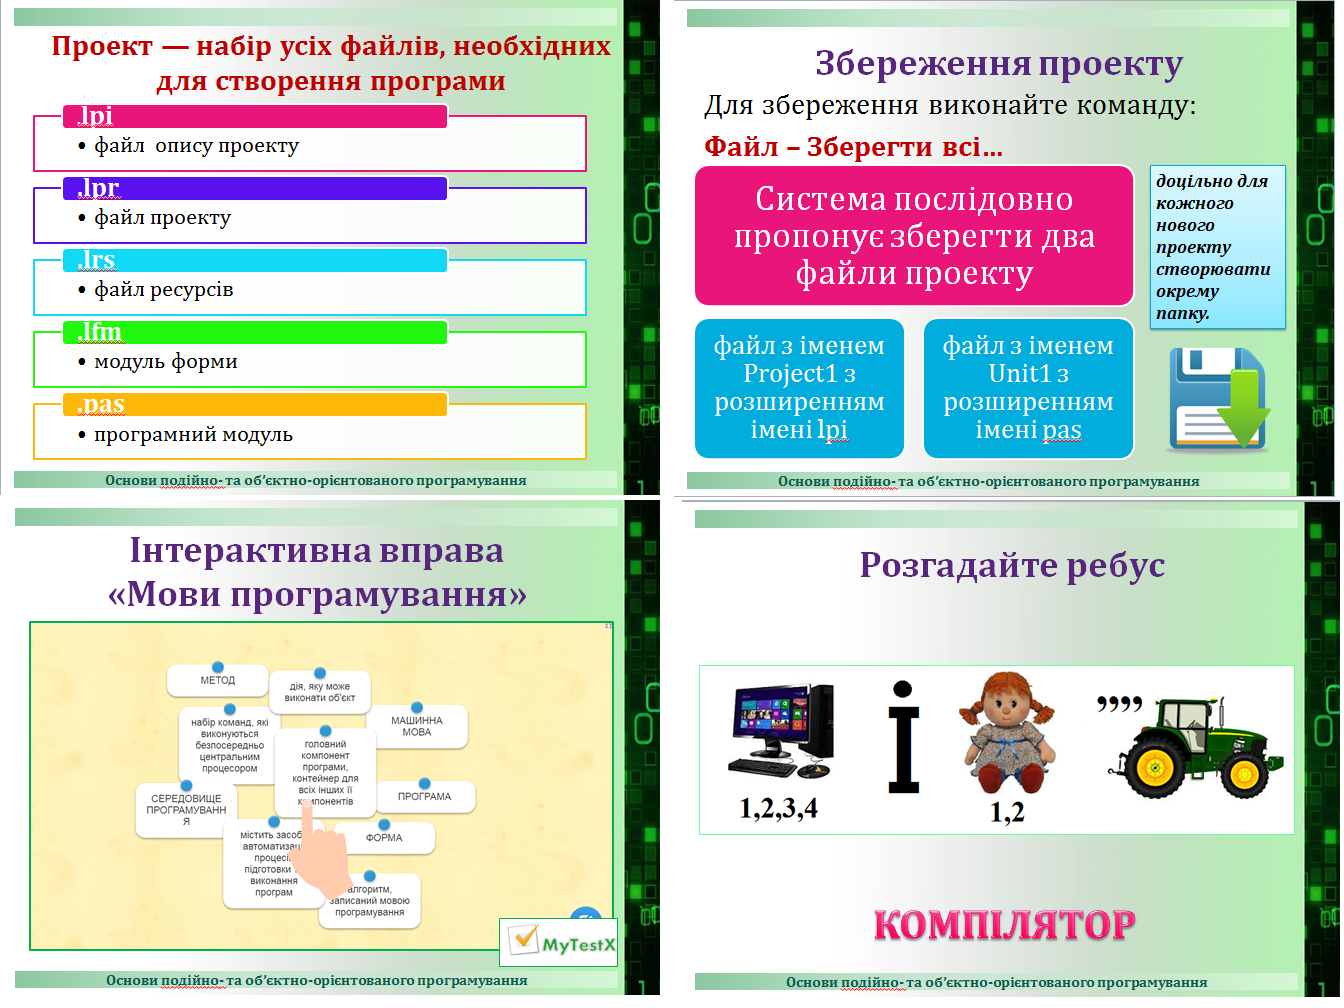 Проект — набір усіх файлів, необхідних
для створення програми
.lpi
• файл опису проекту
.lpr
• файл проекту
.lrs
• файл ресурсів
.lfm
• модуль форми
.pas
• програмний модуль
Основи подійно- та об’єктно-орієнтованого програмування
Збереження проекту
Для збереження виконайте команду:
Файл – Зберегти всі...
Система послідовно
пропонує зберегти два
файли проекту
файл з іменем
Project1 з
розширенням
імені lpi
файл з іменем
Unit1 з
розширенням
імені pas
доцільно для
кожного
нового
проекту
створювати
окрему
папку.
Основи подійно- та об’єктно-орієнтованого програмування
Інтерактивна вправа
«Мови програмування»
МЕТОД
дія, яку може
виконати об'єкт
набір команд, які
виконуються
безпосередньо
центральним
процесором
МАШИННА
МОВА
головний
компонент
програми,
контейнер для
всіх інших її
компонентів
СЕРЕДОВИЩЕ
ПРОГРАМУВАНН
Я
ПРОГРАМА
містить засоб
автоматизац
процесі
підготовки
виконання
програм
ФОРМА
алгоритм,
записаний мовою
програмування
MyTestX
Основи подійно- та об’єктно-орієнтованого програмування
Розгадайте ребус
1,2,3,4
І
1,2
,,,,
КОМПІЛЯТОР
Основи подійно- та об’єктно-орієнтованого програмування